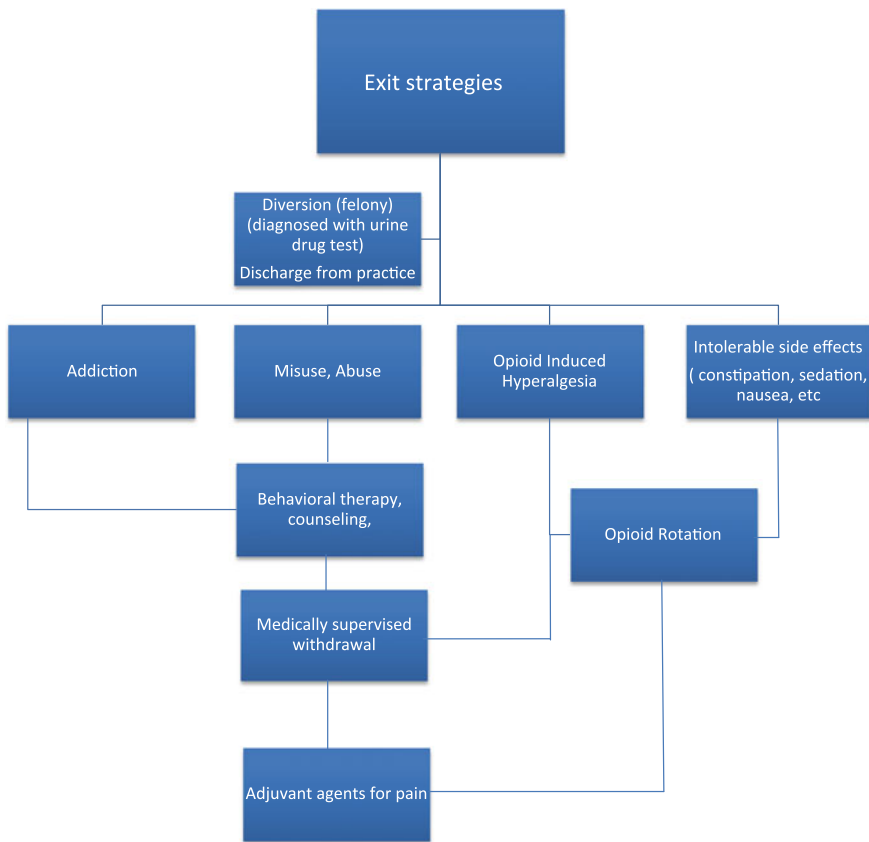 Exit strategies
Diversion (felony)
(diagnosed with urine
drug test)
Discharge from practice
Addiction
Misuse, Abuse
Opioid Induced
Hyperalgesia
Intolerable side effects
( constipation, sedation,
nausea, etc
Behavioral therapy,
counseling,
Opioid Rotation
Medically supervised
withdrawal
Adjuvant agents for pain